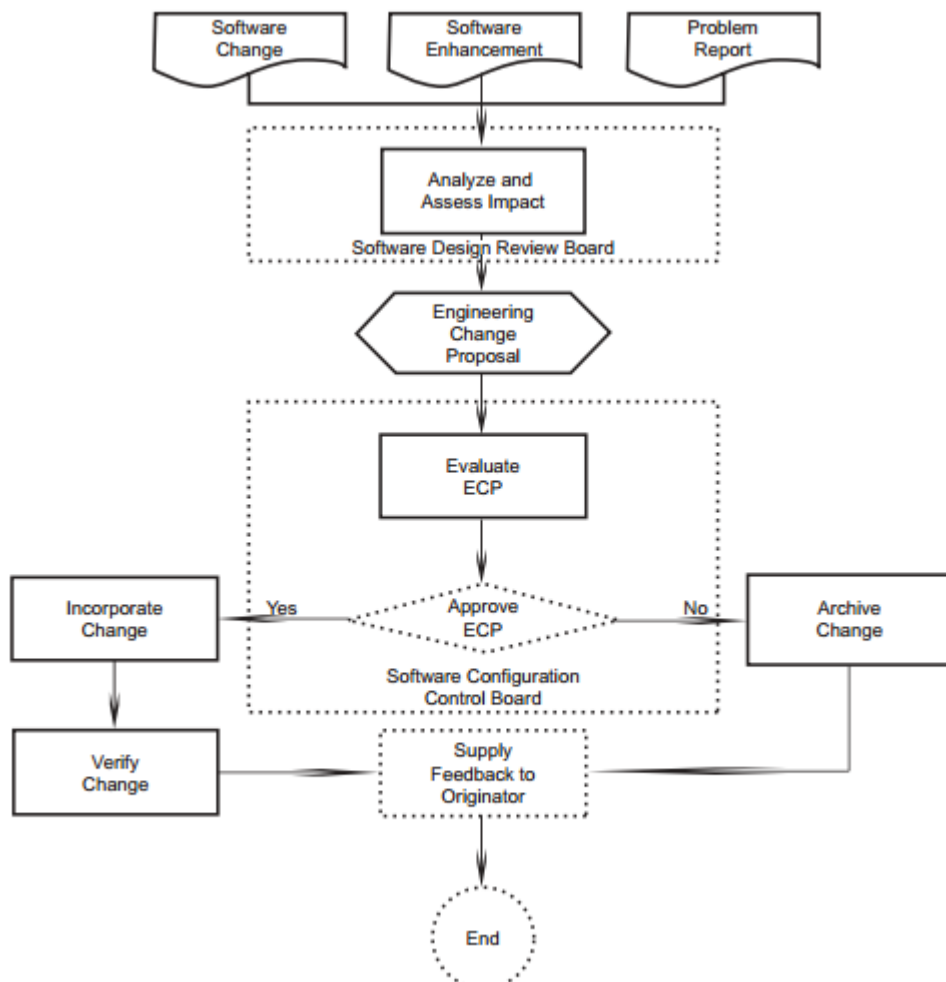 Software
Change
Software
Enhancement
Problem
Report
Analyze and
Assess Impact
Software Design Review Board
Engineering
Change
Proposal
Evaluate
ECP
Incorporate
Change
Yes
Approve
ECP
No
Archive
Change
Software Configuration
Control Board
Verify
Change
Supply
Feedback to
Originator
End